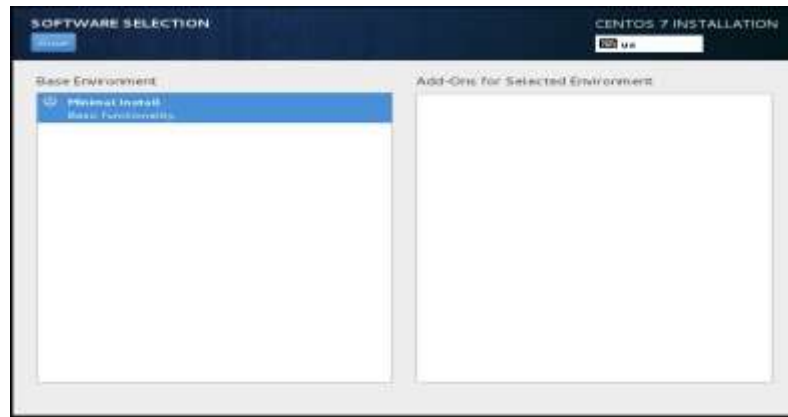 SOFTWARE SELECTION
CENTOS 7 INSTALLATION
Done
us
Base Environment
Add-Ons for Selected Environment
Minimal Install
Basic functionality.